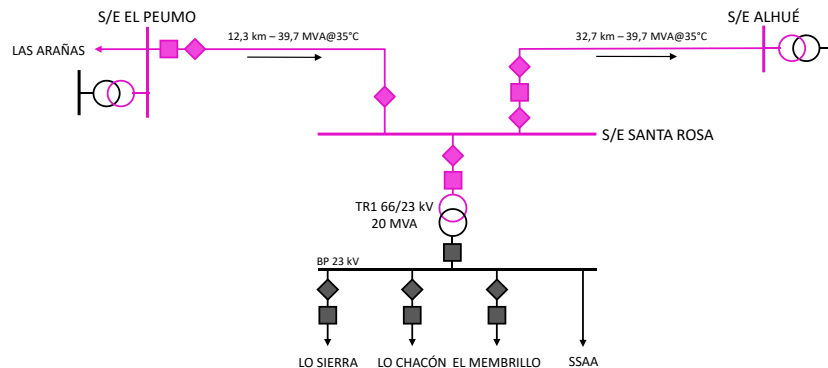 S/E EL PEUMO
S/E ALHUÉ
LAS ARAÑAS
12,3 km – 39,7 MVA@35°C
32,7 km – 39,7 MVA@35°C
S/E SANTA ROSA
TR1 66/23 kV
20 MVA
BP 23 kV
LO SIERRA
LO CHACÓN
EL MEMBRILLO
SSAA